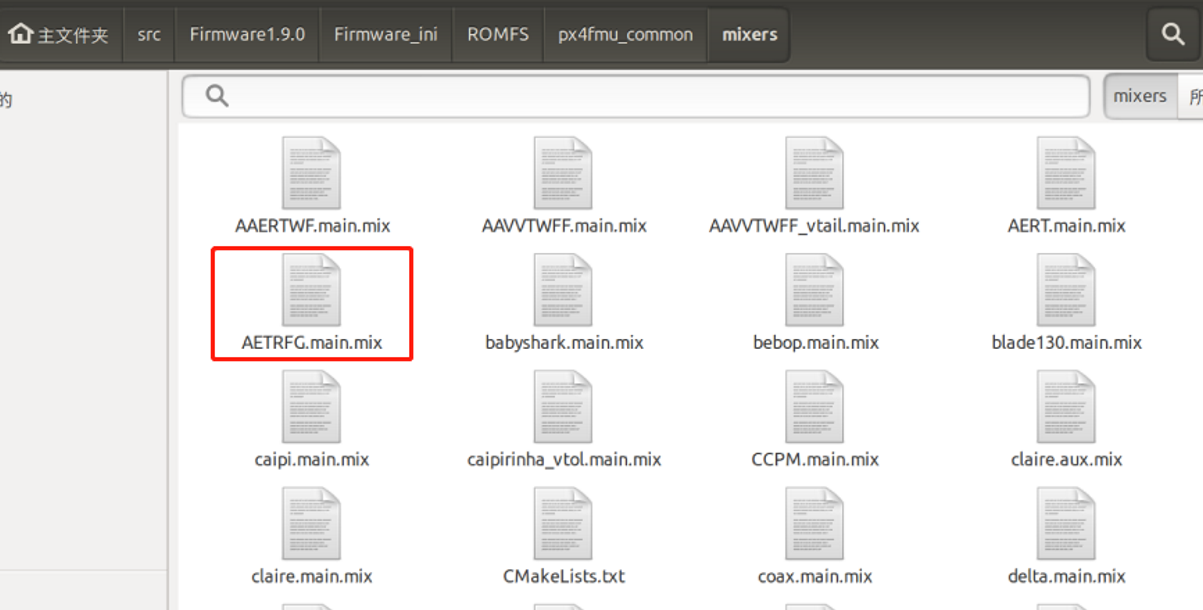 主文件夹 src Firmware1.9.0 Firmware_ini ROMFS px4fmu_common mixers
的
mixers 所
AAERTWF.main.mix AAVVTWFF.main.mix AAVVTWFF_vtail.main.mix AERT.main.mix
AETRFG.main.mix babyshark.main.mix bebop.main.mix blade130.main.mix
caipi.main.mix caipirinha_vtol.main.mix CCPM.main.mix claire.aux.mix
claire.main.mix CMakeLists.txt coax.main.mix delta.main.mix